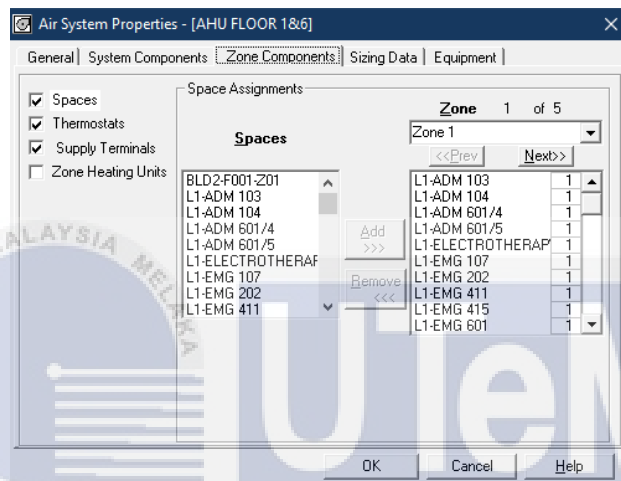 Air System Properties - [AHU FLOOR 1&6]
General System Components Zone Components Sizing Data Equipment
Spaces
Thermostats
Supply Terminals
Zone Heating Units
Space Assignments
Spaces
Zone 1 of 5
Zone 1
<<Prev Next>>
BLD2-F001-Z01
L1-ADM 103
L1-ADM 104
L1-ADM 601/4
L1-ADM 601/5
L1-ELECTROTHERAF
L1-EMG 107
L1-EMG 202
L1-EMG 411
Add
>>>
Remove
<<<
L1-ADM 103 1
L1-ADM 104 1
L1-ADM 601/4 1
L1-ADM 601/5 1
L1-ELECTROTHERAP 1
L1-EMG 107 1
L1-EMG 202 1
L1-EMG 411 1
L1-EMG 415 1
L1-EMG 601 1
OK Cancel Help
ALAYSIA MELAKA
UTeM